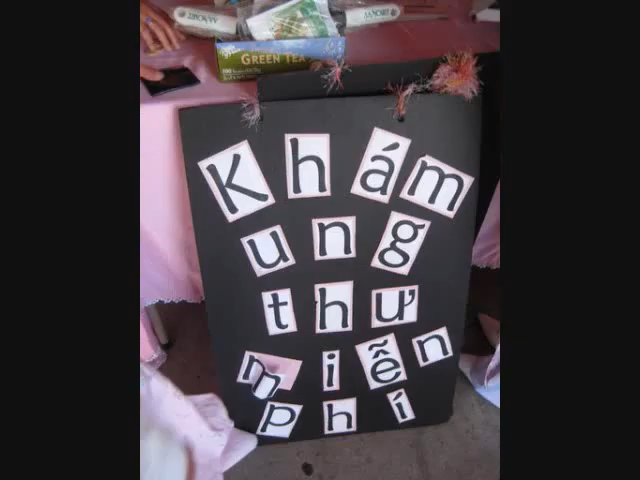 GREEN TEA
Khám
ung
thư
miễn
phí